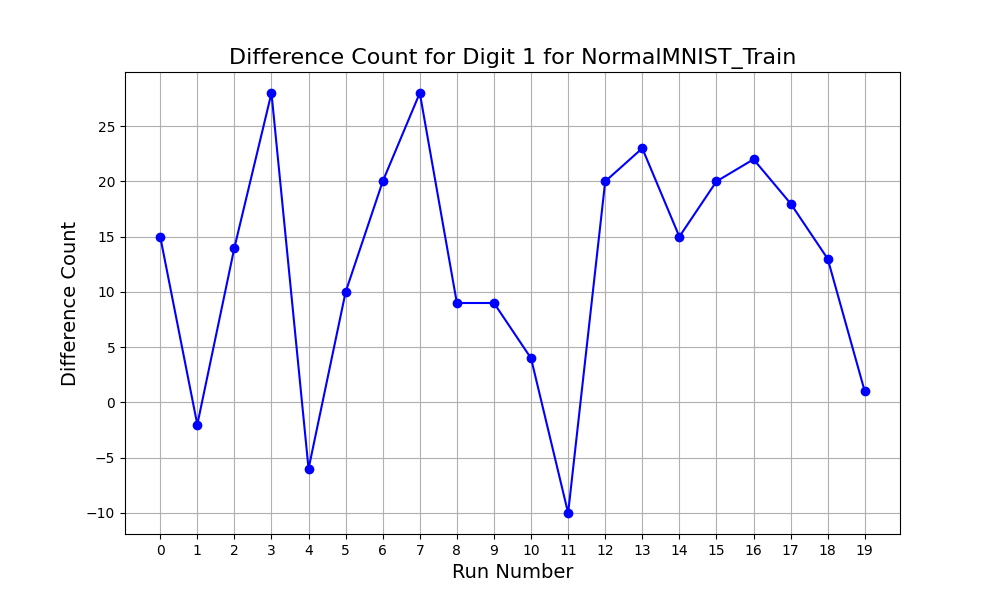 Difference Count for Digit 1 for NormalMNIST_Train
Difference Count
25
20
15
10
5
0
−5
−10
0 1 2 3 4 5 6 7 8 9 10 11 12 13 14 15 16 17 18 19
Run Number